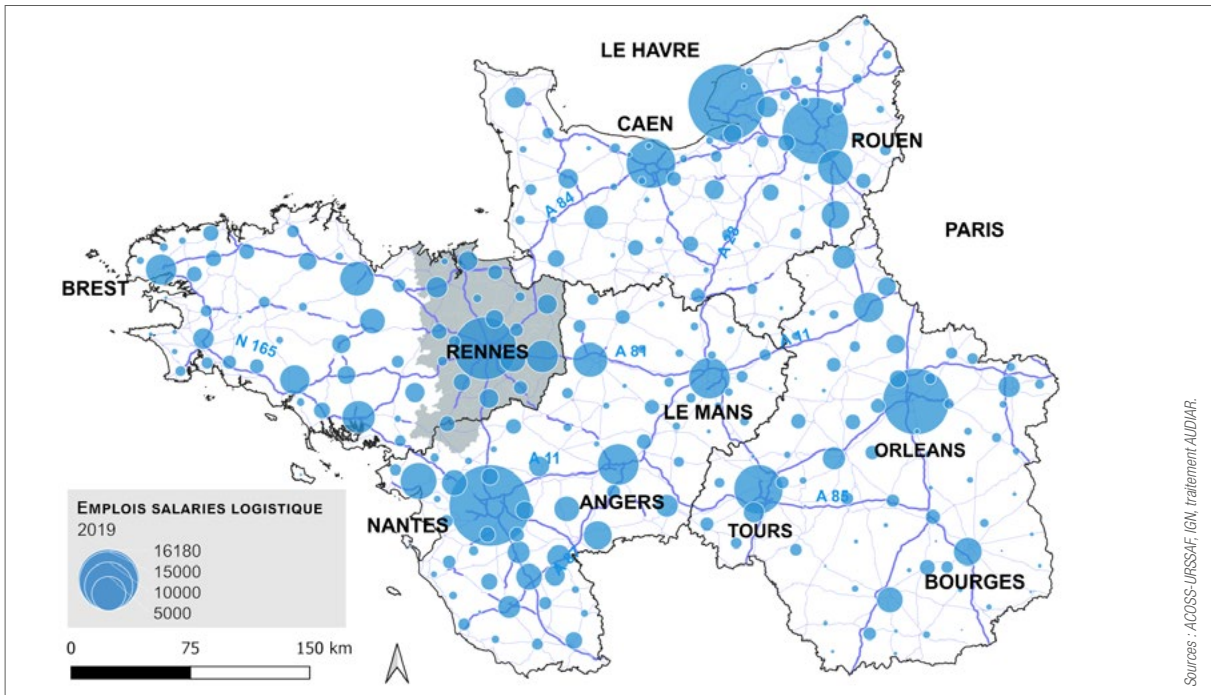 LE HAVRE
CAEN
ROUEN
A 84
A 28
PARIS
BREST
N 165
RENNES
A 81
A 11
LE MANS
ORLEANS
A 11
ANGERS
A 85
NANTES
TOURS
BOURGES
EMPLOIS SALARIES LOGISTIQUE
2019
16180
15000
10000
5000
0 75 150 km
Sources : ACOSS-URSSAF, IGN, traitement AUDIAR.